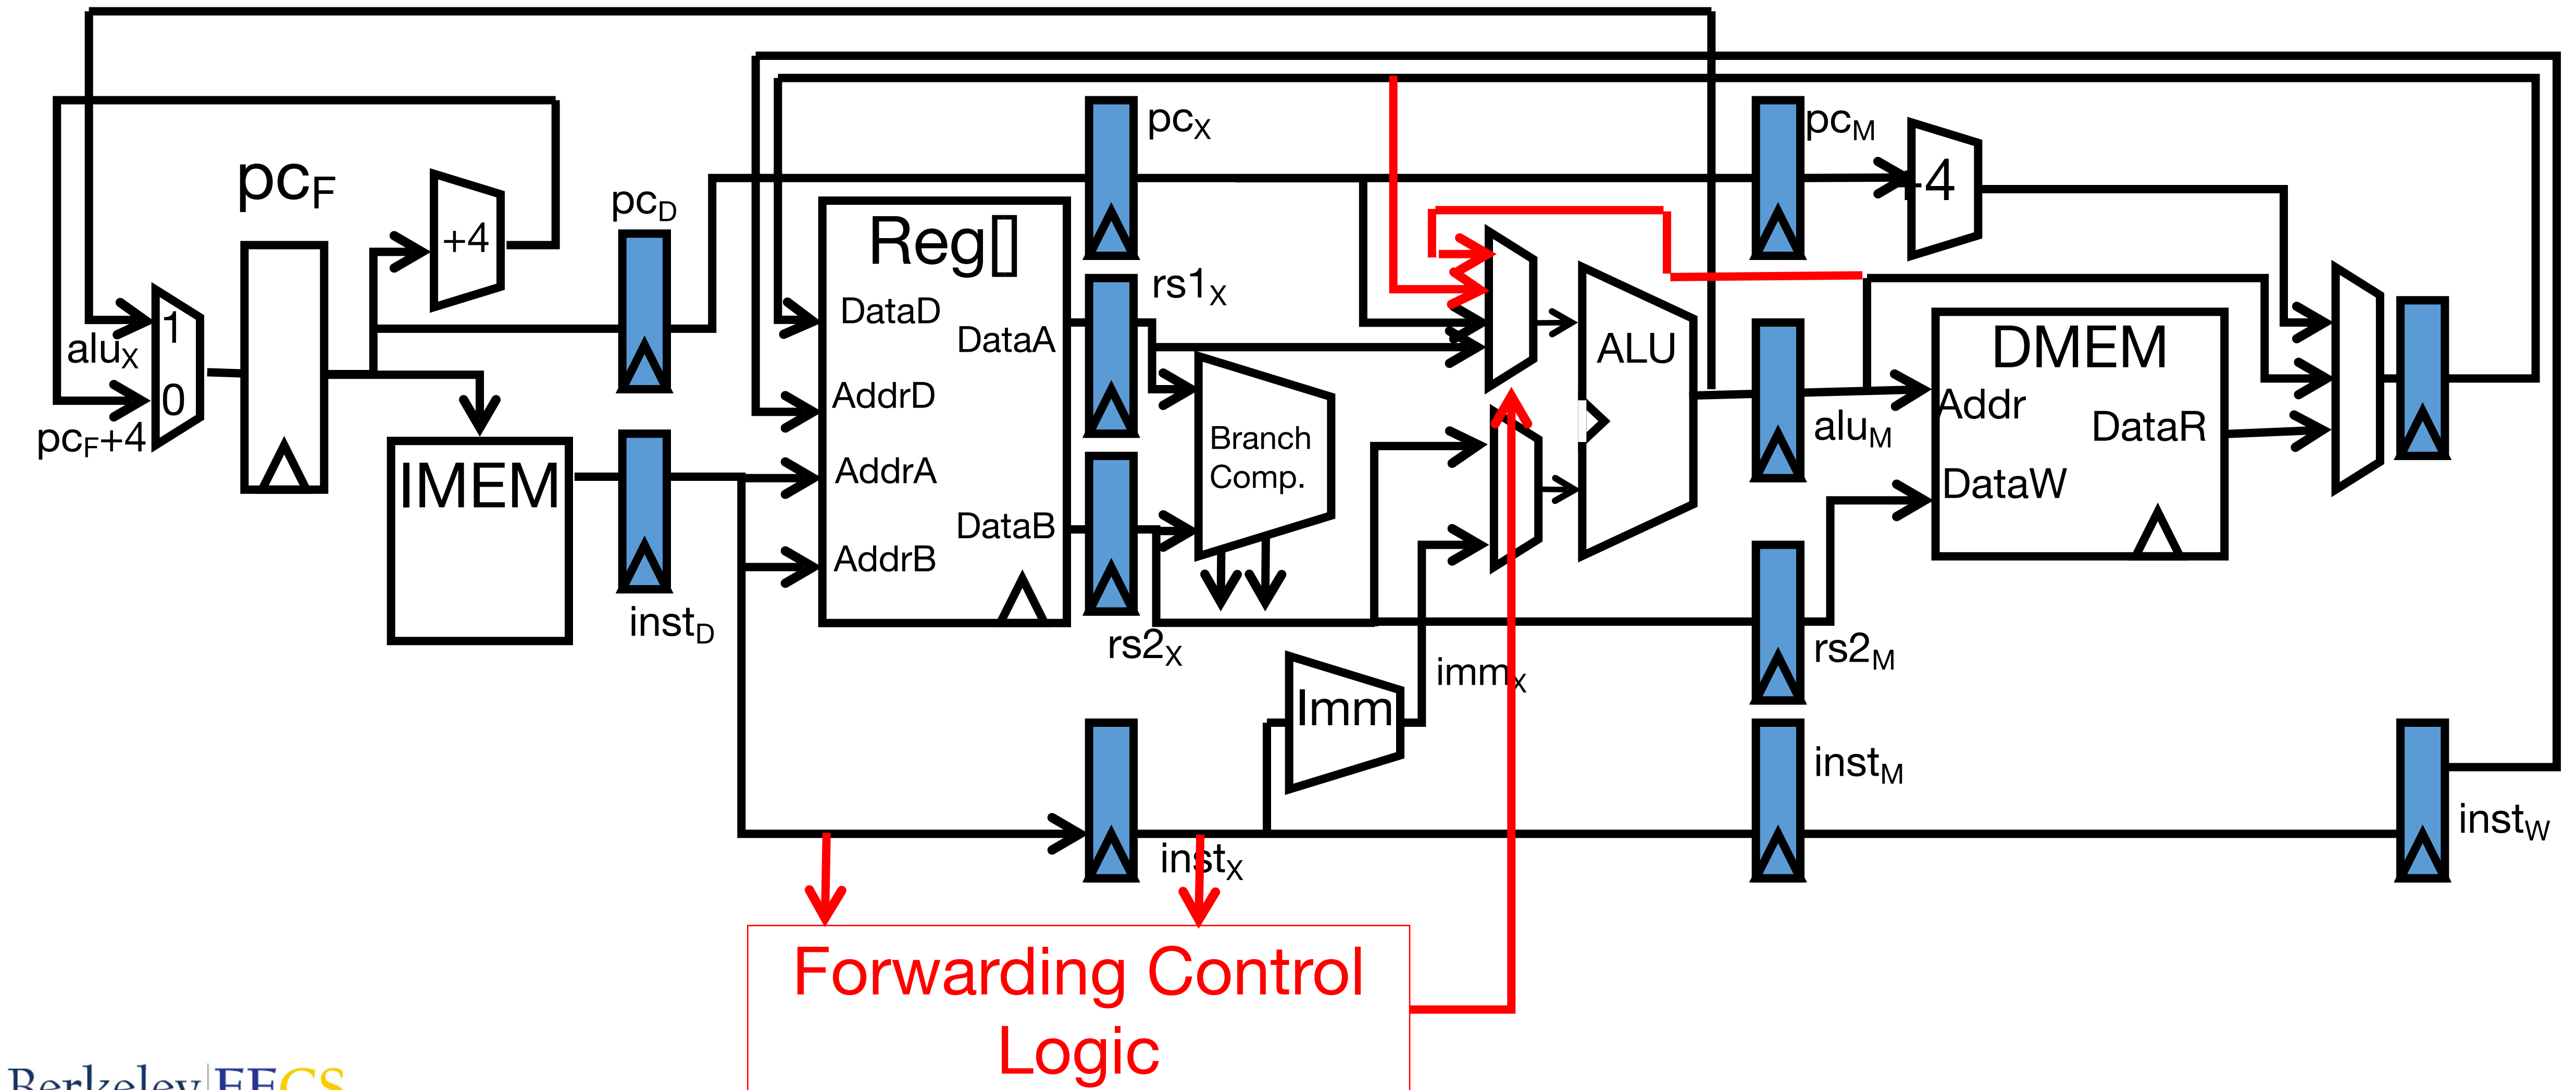 pcF
+4
pcD
1
aluX
0
pcF+4
IMEM
instD
Reg[]
DataD
DataA
AddrD
AddrA
DataB
AddrB
pcX
rs1X
rs2X
Branch
Comp.
Imm
immX
instX
ALU
pcM
+4
aluM
rs2M
instM
DMEM
Addr
DataR
DataW
instW
Forwarding Control
Logic
Berkeley EECS